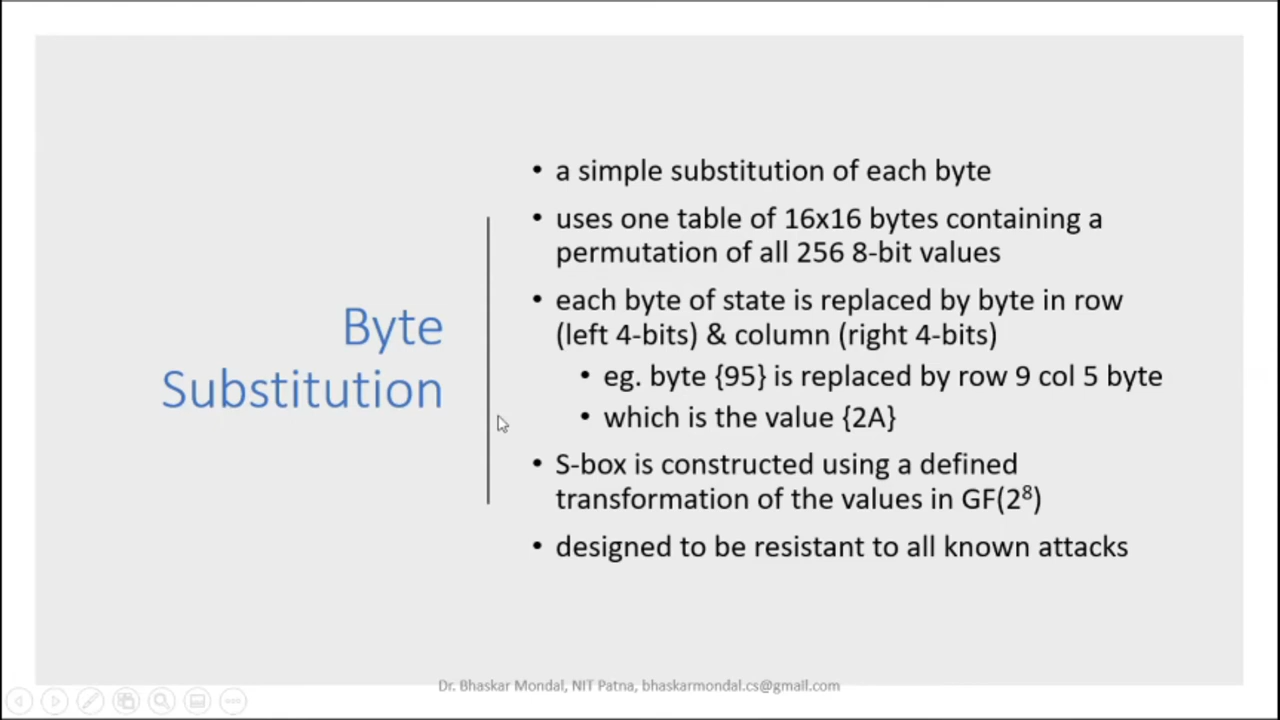 Byte
Substitution
• a simple substitution of each byte
• uses one table of 16x16 bytes containing a
permutation of all 256 8-bit values
• each byte of state is replaced by byte in row
(left 4-bits) & column (right 4-bits)
• eg. byte {95} is replaced by row 9 col 5 byte
• which is the value {2A}
• S-box is constructed using a defined
transformation of the values in GF(2⁸)
• designed to be resistant to all known attacks
Dr. Bhaskar Mondal, NIT Patna, bhaskarmondal.cs@gmail.com